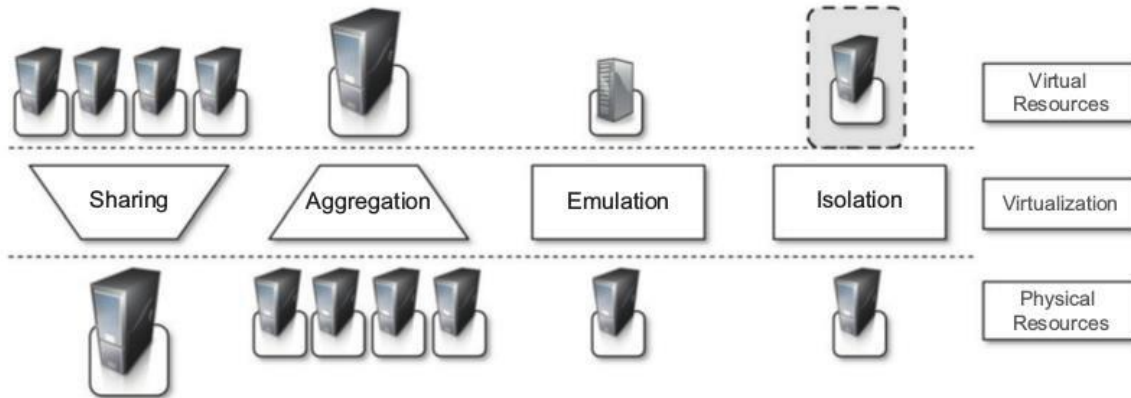 Virtual
Resources
Sharing
Aggregation
Emulation
Isolation
Virtualization
Physical
Resources